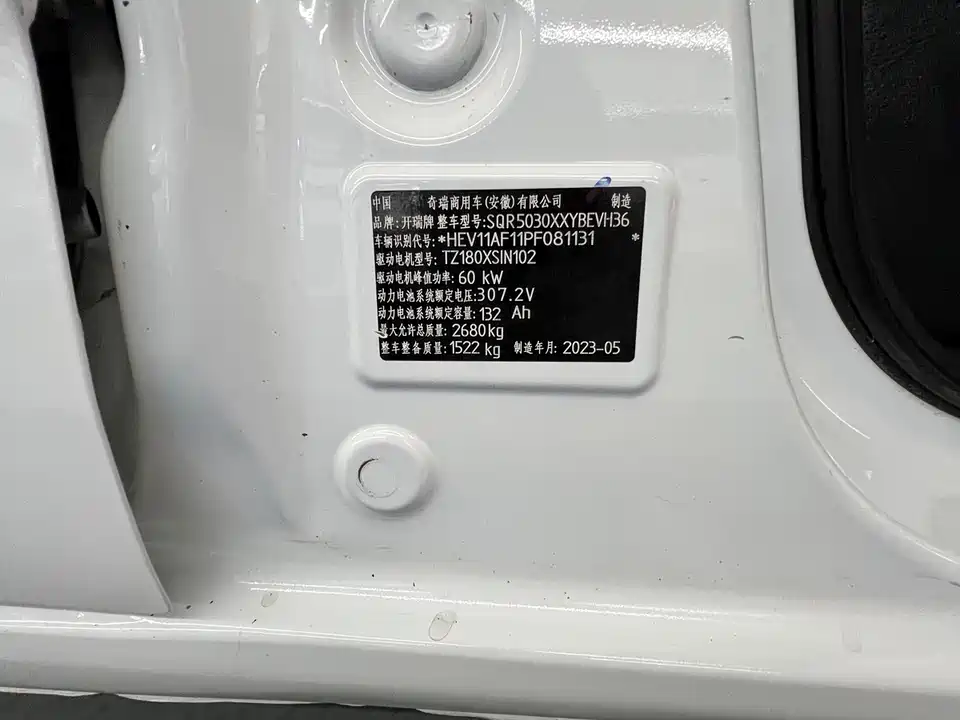 中国 奇瑞商用车(安徽)有限公司 制造
品牌:开瑞牌 整车型号:SQR5030XXYBEVH36
车辆识别代号:*HEV11AF11PF081131 *
驱动电机型号:TZ180XSIN102
驱动电机峰值功率:60 kW
动力电池系统额定电压:307.2V
动力电池系统额定容量:132 Ah
最大允许总质量:2680kg
整车整备质量:1522 kg 制造年月:2023-05